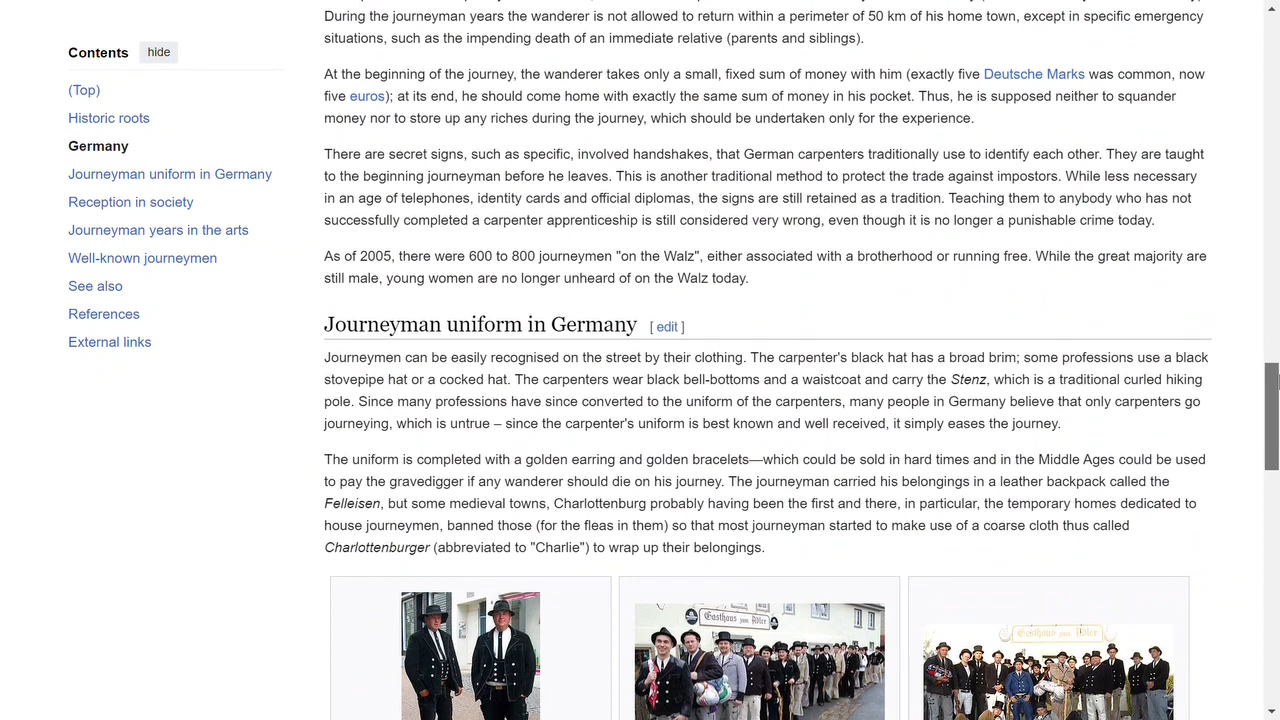 Contents hide
(Top)
Historic roots
Germany
Journeyman uniform in Germany
Reception in society
Journeyman years in the arts
Well-known journeymen
See also
References
External links
During the journeyman years the wanderer is not allowed to return within a perimeter of 50 km of his home town, except in specific emergency
situations, such as the impending death of an immediate relative (parents and siblings).
At the beginning of the journey, the wanderer takes only a small, fixed sum of money with him (exactly five Deutsche Marks was common, now
five euros); at its end, he should come home with exactly the same sum of money in his pocket. Thus, he is supposed neither to squander
money nor to store up any riches during the journey, which should be undertaken only for the experience.
There are secret signs, such as specific, involved handshakes, that German carpenters traditionally use to identify each other. They are taught
to the beginning journeyman before he leaves. This is another traditional method to protect the trade against impostors. While less necessary
in an age of telephones, identity cards and official diplomas, the signs are still retained as a tradition. Teaching them to anybody who has not
successfully completed a carpenter apprenticeship is still considered very wrong, even though it is no longer a punishable crime today.
As of 2005, there were 600 to 800 journeymen "on the Walz", either associated with a brotherhood or running free. While the great majority are
still male, young women are no longer unheard of on the Walz today.
Journeyman uniform in Germany [ edit ]
Journeymen can be easily recognised on the street by their clothing. The carpenter's black hat has a broad brim; some professions use a black
stovepipe hat or a cocked hat. The carpenters wear black bell-bottoms and a waistcoat and carry the Stenz, which is a traditional curled hiking
pole. Since many professions have since converted to the uniform of the carpenters, many people in Germany believe that only carpenters go
journeying, which is untrue – since the carpenter's uniform is best known and well received, it simply eases the journey.
The uniform is completed with a golden earring and golden bracelets—which could be sold in hard times and in the Middle Ages could be used
to pay the gravedigger if any wanderer should die on his journey. The journeyman carried his belongings in a leather backpack called the
Felleisen, but some medieval towns, Charlottenburg probably having been the first and there, in particular, the temporary homes dedicated to
house journeymen, banned those (for the fleas in them) so that most journeyman started to make use of a coarse cloth thus called
Charlottenburger (abbreviated to "Charlie") to wrap up their belongings.
Gasthaus zum Adler
Gasthaus zum Adler